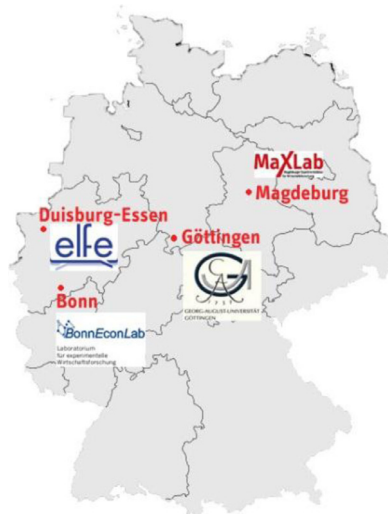 MaXLab
Magdeburg
Duisburg-Essen
elfe
Göttingen
GEORG-AUGUST-UNIVERSITÄT
GÖTTINGEN
Bonn
BonnEconLab
Laboratorium
für experimentelle
Wirtschaftsforschung